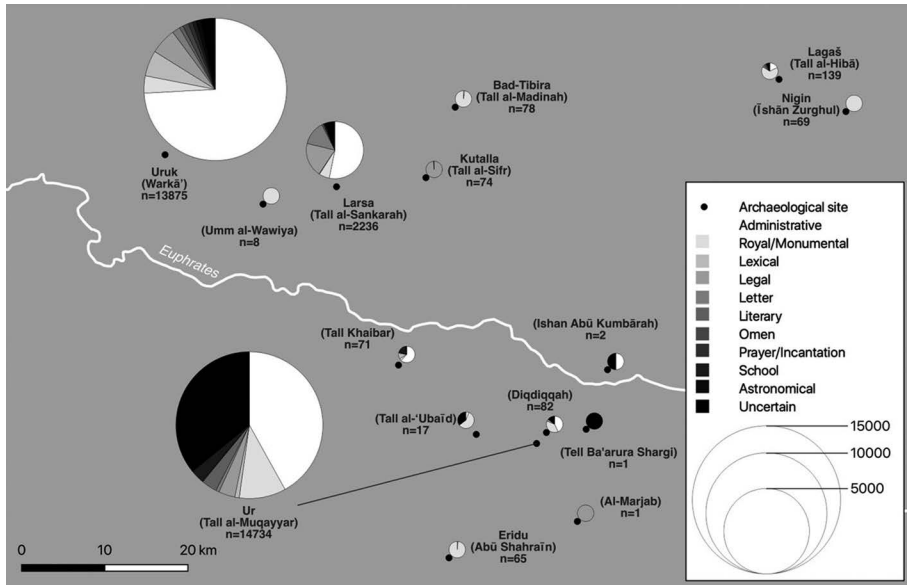 Lagaš
(Tall al-Hibā)
n=139
Bad-Tibira
(Tall al-Madinah)
n=78
Nigin
(Īshān Zurghul)
n=69
Uruk
(Warkā’)
n=13875
Kutalla
(Tall al-Sifr)
n=74
Larsa
(Tall al-Sankarah)
n=2236
(Umm al-Wawiya)
n=8
Euphrates
(Tall Khaibar)
n=71
(Ishan Abū Kumbārah)
n=2
(Diqdiqqah)
n=82
(Tall al-‘Ubaīd)
n=17
(Tell Ba'arura Shargi)
n=1
Ur
(Tall al-Muqayyar)
n=14734
(Al-Marjab)
n=1
Eridu
(Abū Shahraīn)
n=65
0 10 20 km
Archaeological site
Administrative
Royal/Monumental
Lexical
Legal
Letter
Literary
Omen
Prayer/Incantation
School
Astronomical
Uncertain
15000
10000
5000